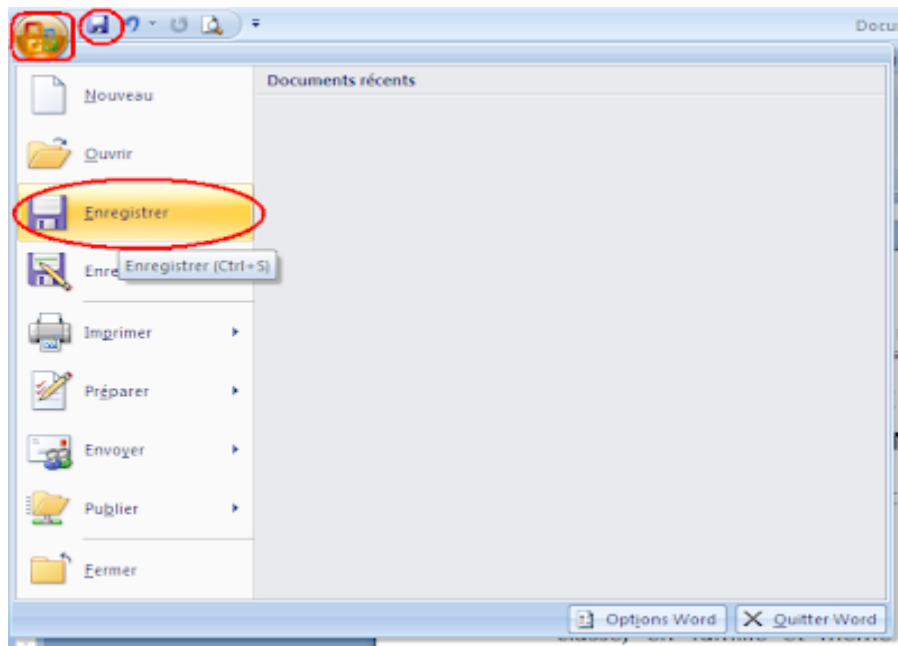 Docu
Documents récents
Nouveau
Ouvrir
Enregistrer
Enregistrer (Ctrl+S)
Enre
Imprimer
Préparer
Envoyer
Publier
Fermer
Options Word
Quitter Word